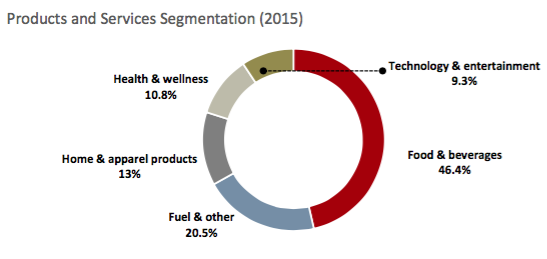 Products and Services Segmentation (2015)
Technology & entertainment
9.3%
Health & wellness
10.8%
Food & beverages
46.4%
Home & apparel products
13%
Fuel & other
20.5%